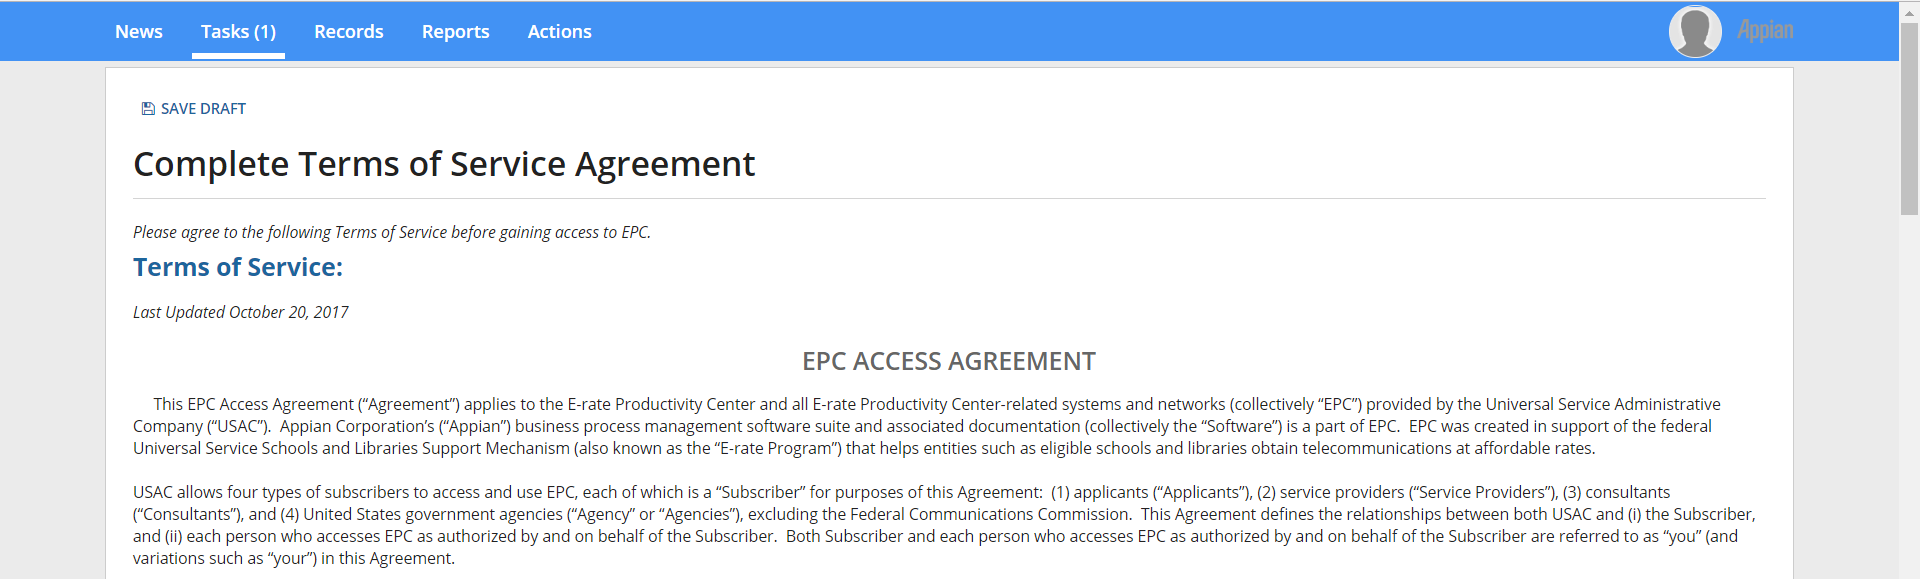 News Tasks (1) Records Reports Actions Appian
SAVE DRAFT
Complete Terms of Service Agreement
Please agree to the following Terms of Service before gaining access to EPC.
Terms of Service:
Last Updated October 20, 2017
EPC ACCESS AGREEMENT
This EPC Access Agreement (“Agreement”) applies to the E-rate Productivity Center and all E-rate Productivity Center-related systems and networks (collectively “EPC”) provided by the Universal Service Administrative
Company (“USAC”).  Appian Corporation’s (“Appian”) business process management software suite and associated documentation (collectively the “Software”) is a part of EPC.  EPC was created in support of the federal
Universal Service Schools and Libraries Support Mechanism (also known as the “E-rate Program”) that helps entities such as eligible schools and libraries obtain telecommunications at affordable rates.
USAC allows four types of subscribers to access and use EPC, each of which is a “Subscriber” for purposes of this Agreement:  (1) applicants (“Applicants”), (2) service providers (“Service Providers”), (3) consultants
(“Consultants”), and (4) United States government agencies (“Agency” or “Agencies”), excluding the Federal Communications Commission.  This Agreement defines the relationships between both USAC and (i) the Subscriber,
and (ii) each person who accesses EPC as authorized by and on behalf of the Subscriber.  Both Subscriber and each person who accesses EPC as authorized by and on behalf of the Subscriber are referred to as “you” (and
variations such as “your”) in this Agreement.